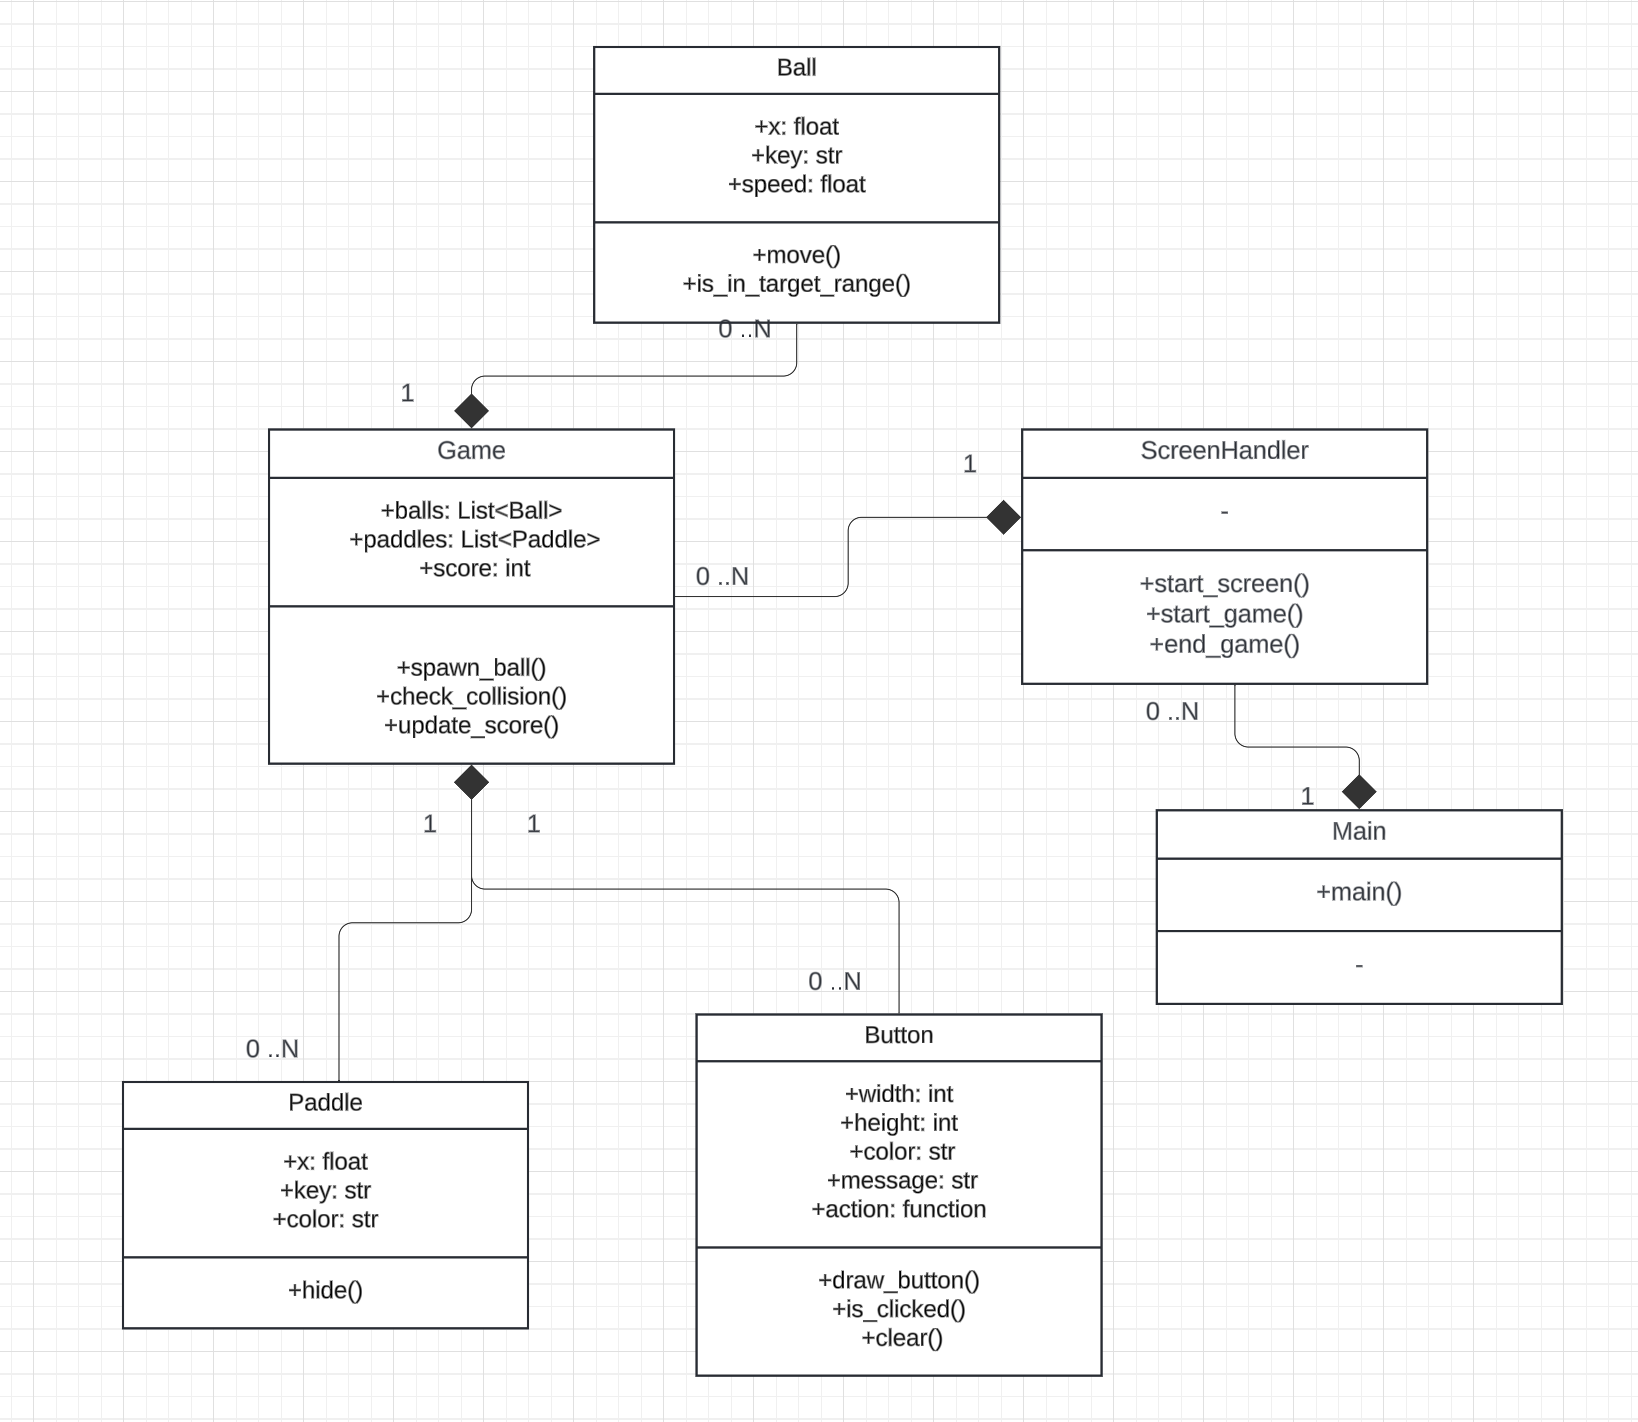 Ball
+x: float
+key: str
+speed: float
+move()
+is_in_target_range()
0 ..N
1
Game
+balls: List<Ball>
+paddles: List<Paddle>
+score: int
+spawn_ball()
+check_collision()
+update_score()
0 ..N
1
ScreenHandler
-
+start_screen()
+start_game()
+end_game()
0 ..N
1
Main
+main()
-
1
1
0 ..N
Paddle
+x: float
+key: str
+color: str
+hide()
0 ..N
Button
+width: int
+height: int
+color: str
+message: str
+action: function
+draw_button()
+is_clicked()
+clear()